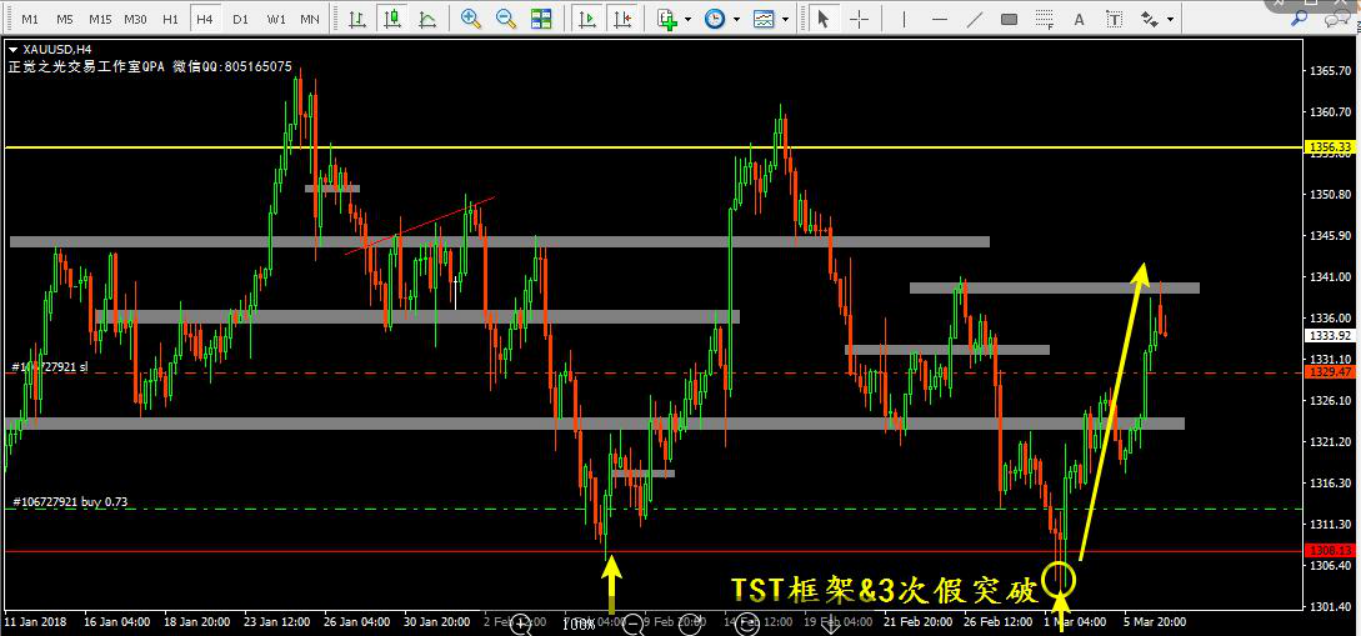 M1 M5 M15 M30 H1 H4 D1 W1 MN
A T
XAUUSD,H4
正觉之光交易工作室QPA 微信QQ:805165075
1365.70
1360.70
1356.33
1350.80
1345.90
1341.00
1336.00
1333.92
1331.10
#106727921 sl
1329.47
1326.10
1321.20
1316.30
#106727921 buy 0.73
1311.30
1308.13
1306.40
TST框架&3次假突破
1301.40
11 Jan 2018 16 Jan 04:00 18 Jan 20:00 23 Jan 12:00 26 Jan 04:00 30 Jan 20:00 2 Feb 12:00 100% 04:00 9 Feb 20:00 14 Feb 12:00 19 Feb 04:00 21 Feb 20:00 26 Feb 12:00 1 Mar 04:00 5 Mar 20:00